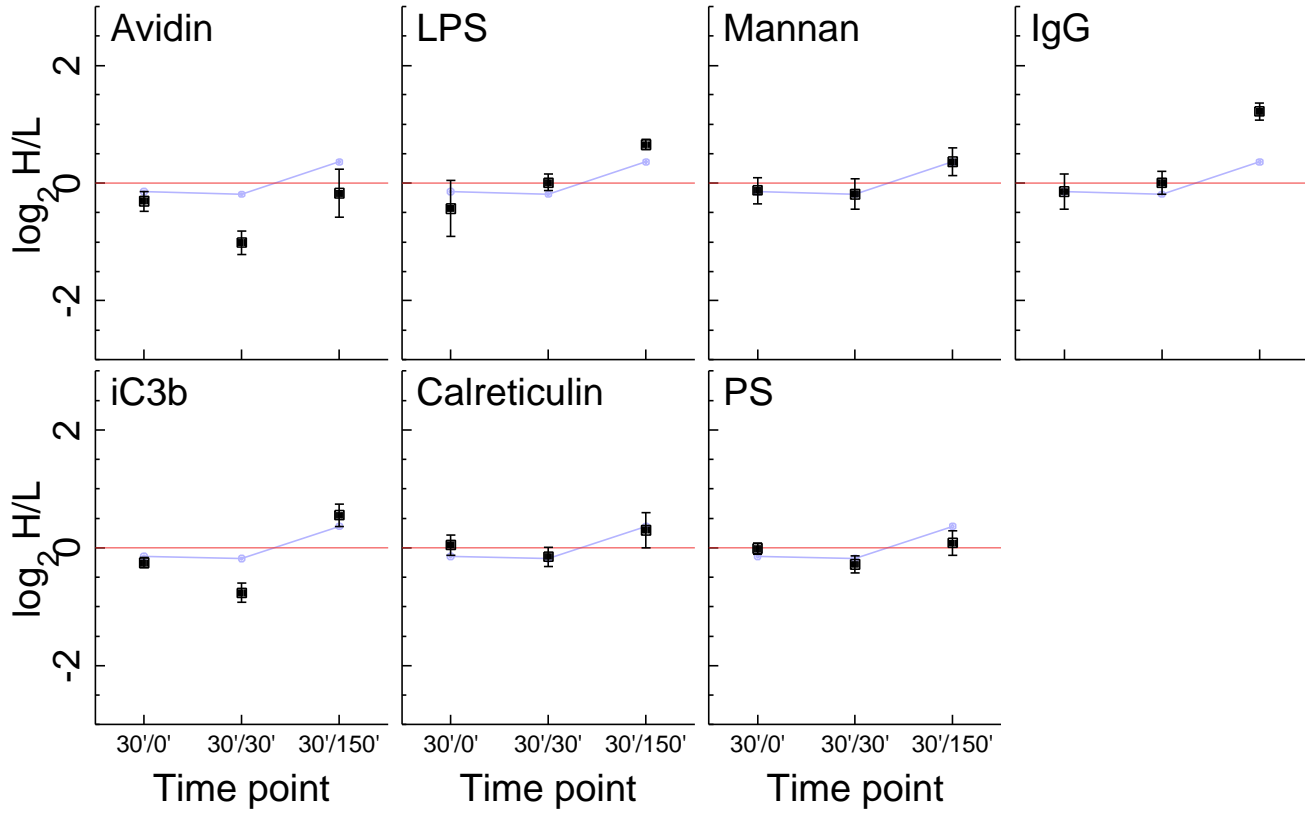 Avidin
LPS
Mannan
IgG
2
0
-2
log2 H/L
iC3b
Calreticulin
PS
2
0
-2
log2 H/L
30'/0' 30'/30' 30'/150'
30'/0' 30'/30' 30'/150'
30'/0' 30'/30' 30'/150'
Time point
Time point
Time point